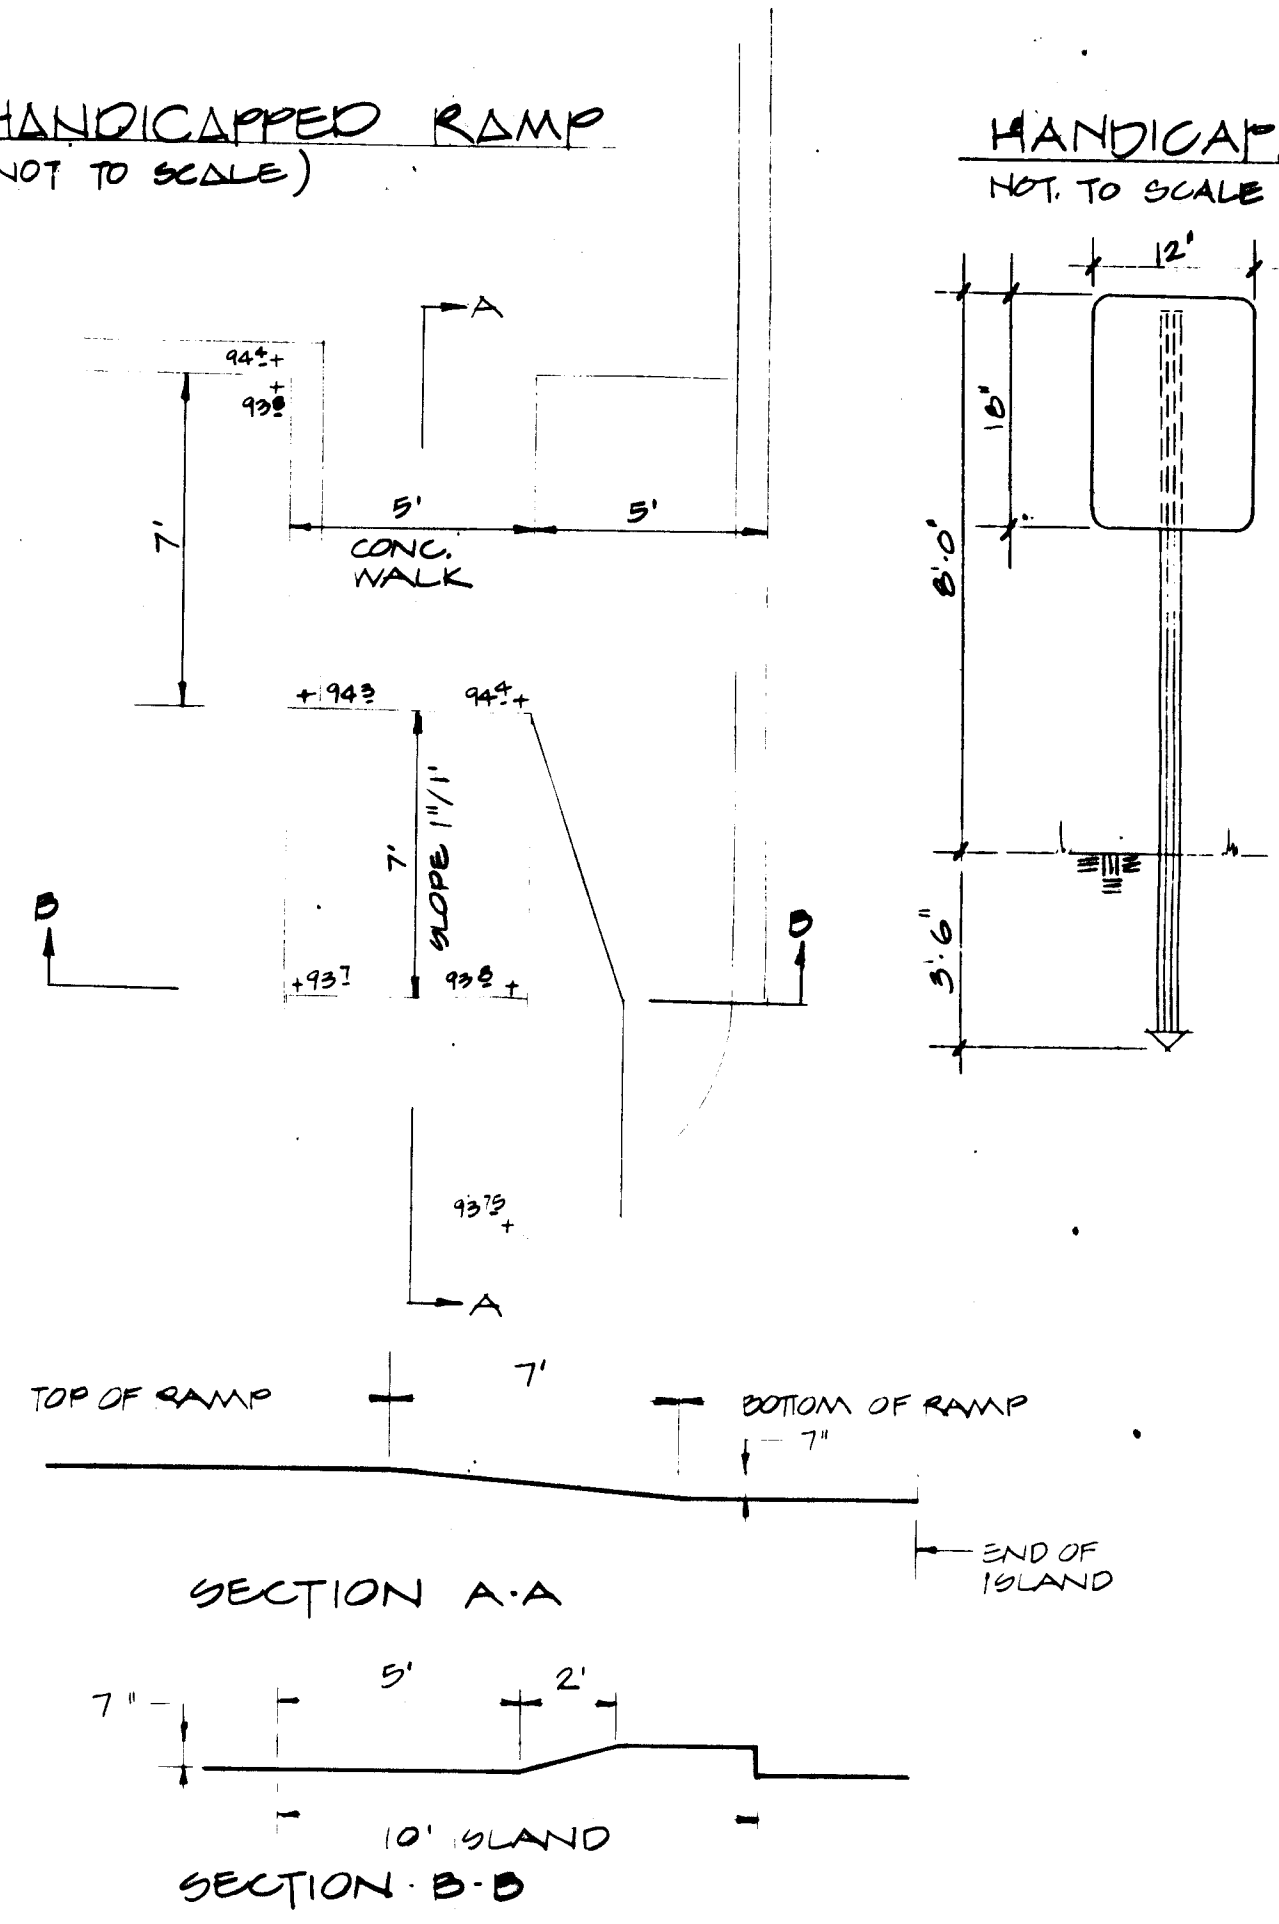 HANDICAPPED RAMP
NOT TO SCALE)
A
94.4 +
+
93.8
7'
5'
5'
CONC.
WALK
+ 94.3
94.4 +
7'
SLOPE 1"/1'
B
B
+ 93.7
93.8 +
93.75
+
A
7'
TOP OF RAMP
BOTTOM OF RAMP
7"
END OF
ISLAND
SECTION A·A
7"
5'
2'
10' ISLAND
SECTION · B·B
HANDICAP
NOT. TO SCALE
12"
18"
8'.0"
3'.6"